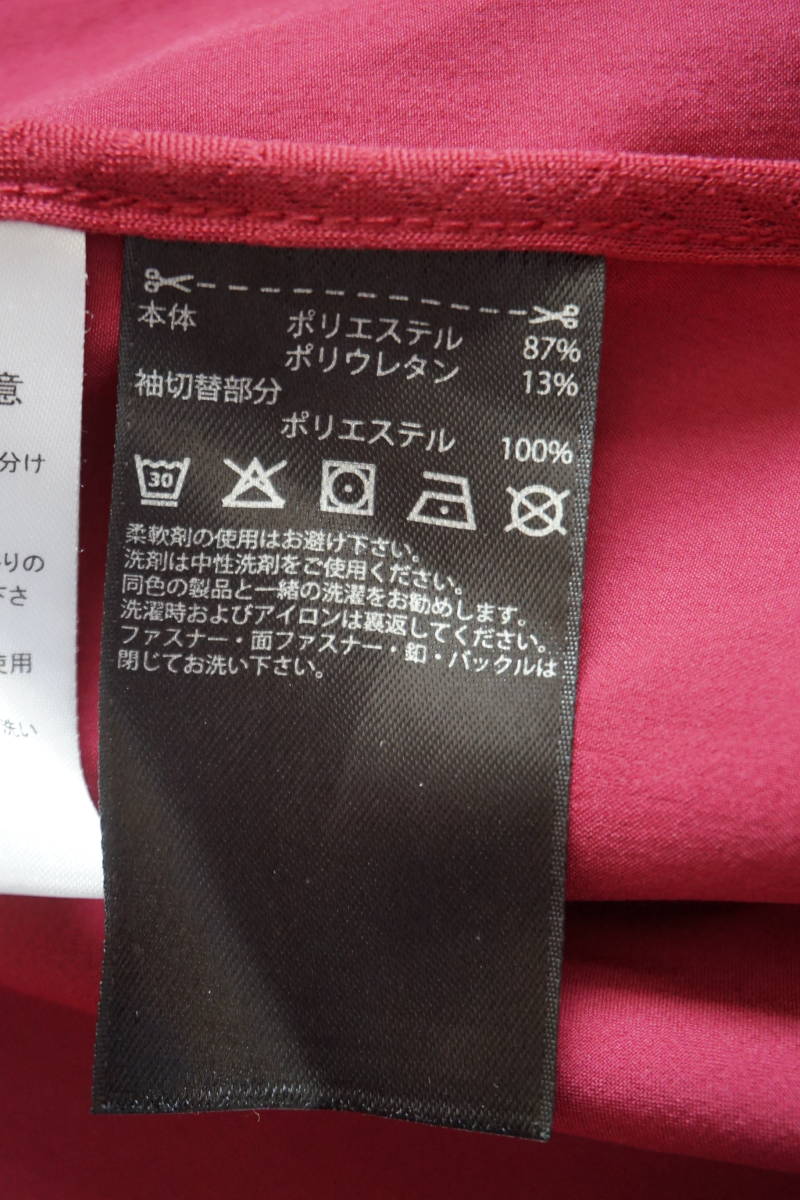 本体 ポリエステル 87%
ポリウレタン 13%
袖切替部分
ポリエステル 100%
30
柔軟剤の使用はお避け下さい。
洗剤は中性洗剤をご使用ください。
同色の製品と一緒の洗濯をお勧めします。
洗濯時およびアイロンは裏返してください。
ファスナー・面ファスナー・釦・バックルは
閉じてお洗い下さい。
意
分け
りの
下さ
使用
洗い